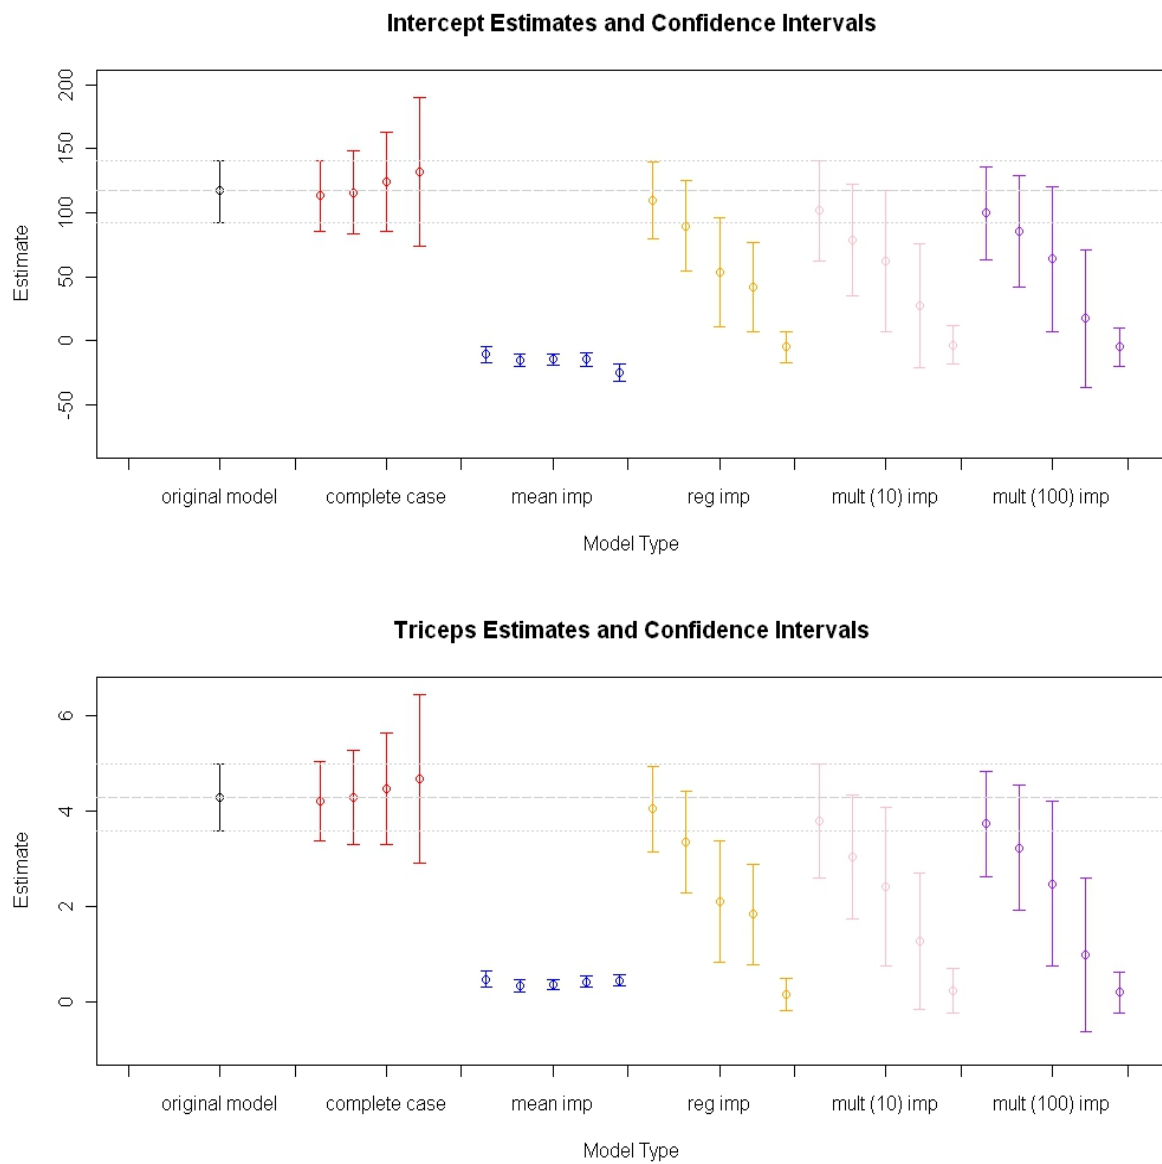 Intercept Estimates and Confidence Intervals
200
150
100
50
0
-50
Estimate
original model complete case mean imp reg imp mult (10) imp mult (100) imp
Model Type
Triceps Estimates and Confidence Intervals
6
4
2
0
Estimate
original model complete case mean imp reg imp mult (10) imp mult (100) imp
Model Type